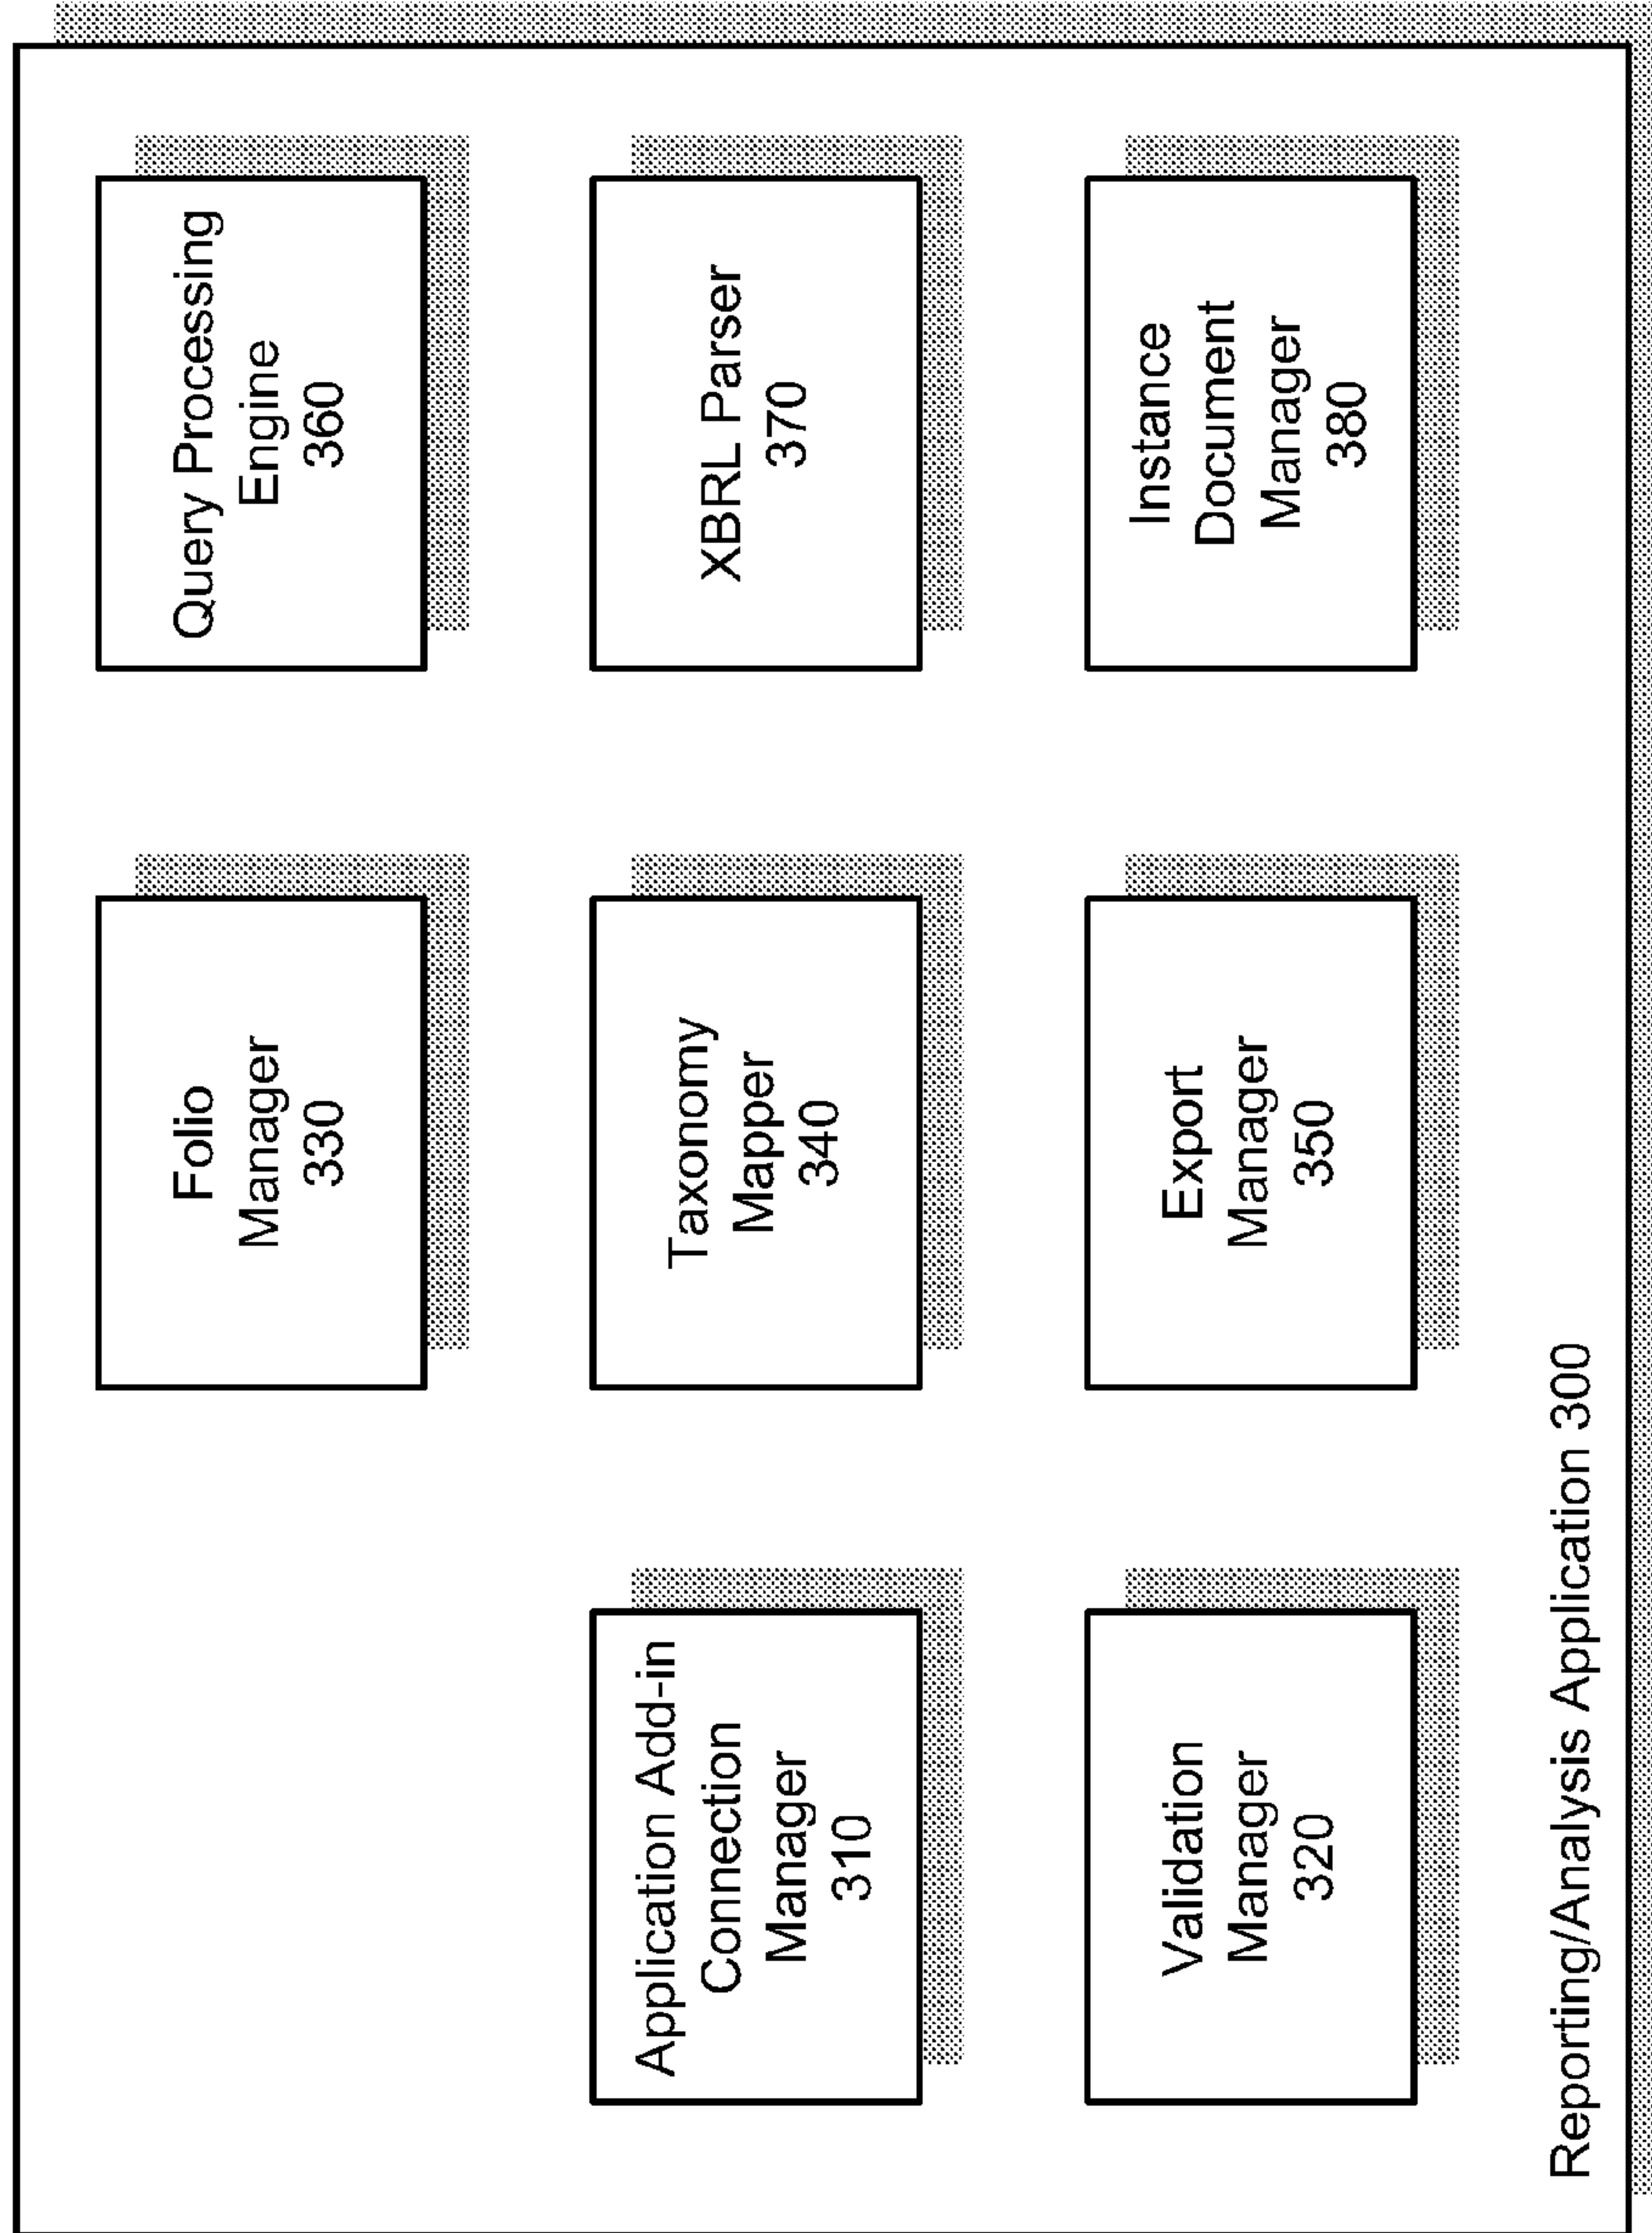 Application Add-in
Connection
Manager
310
Validation
Manager
320
Folio
Manager
330
Taxonomy
Mapper
340
Export
Manager
350
Query Processing
Engine
360
XBRL Parser
370
Instance
Document
Manager
380
Reporting/Analysis Application 300